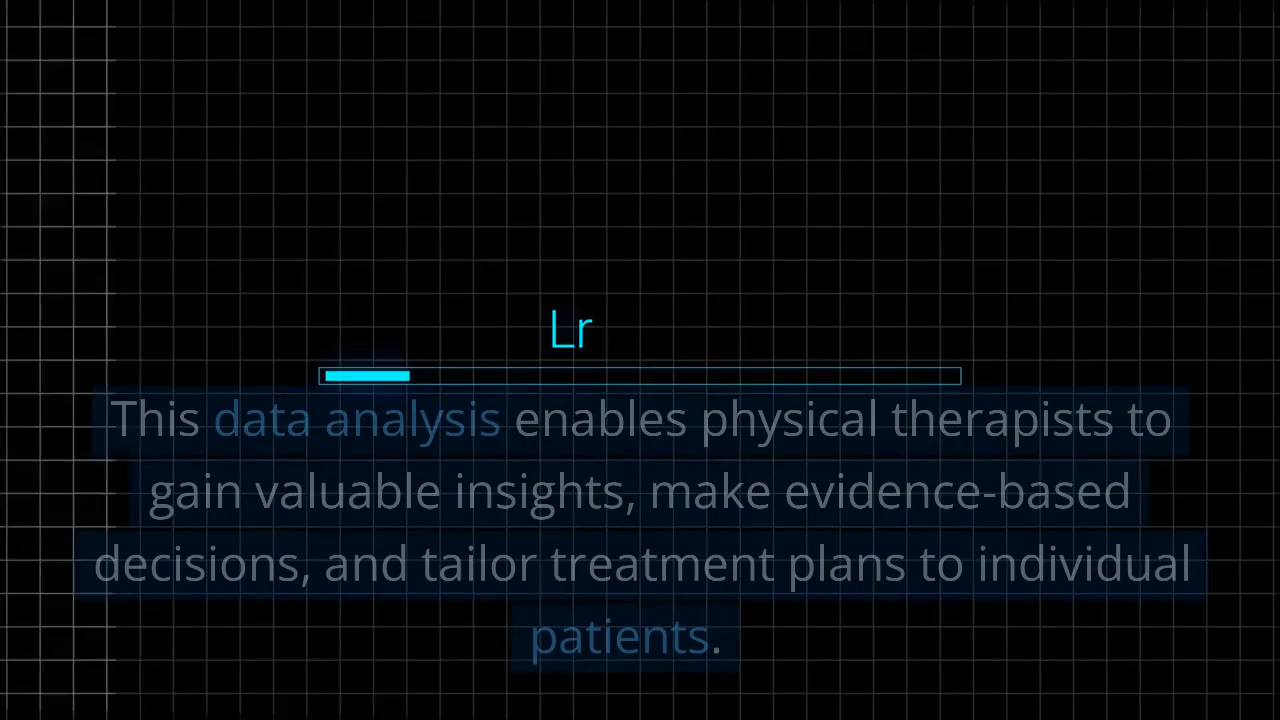 Lr
This data analysis enables physical therapists to
gain valuable insights, make evidence-based
decisions, and tailor treatment plans to individual
patients.